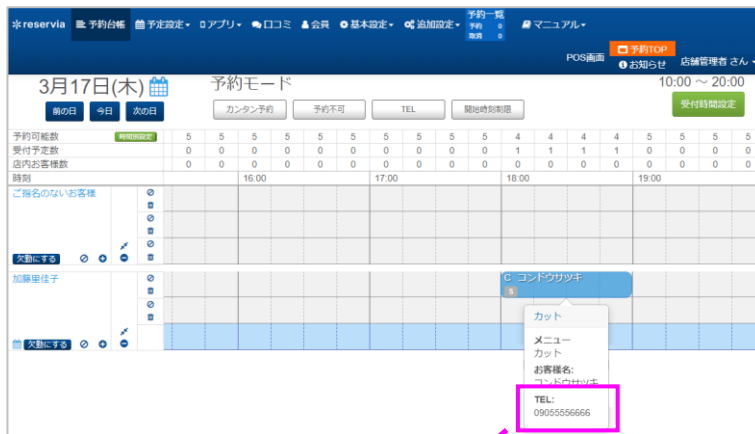 reservia 予約台帳 予定設定 アプリ 口コミ 会員 基本設定 追加設定 予約一覧 マニュアル
予約 0
取消 0
POS画面 予約TOP
お知らせ 店舗管理者 さん
3月17日(木) 予約モード 10:00 ～ 20:00
前の日 今日 次の日 カンタン予約 予約不可 TEL 開始時刻制限 受付時間設定
予約可能数 時間別設定 5 5 5 5 5 5 5 5 4 4 4 4 5 5 5
受付予定数 0 0 0 0 0 0 0 0 1 1 1 1 0 0 0
店内お客様数 0 0 0 0 0 0 0 0 0 0 0 0 0 0 0
時刻 16:00 17:00 18:00 19:00
ご指名のないお客様
欠勤にする
加藤里佳子 C コンドウサツキ
S
欠勤にする
カット
メニュー
カット
お客様名:
コンドウサツキ
TEL:
09055556666